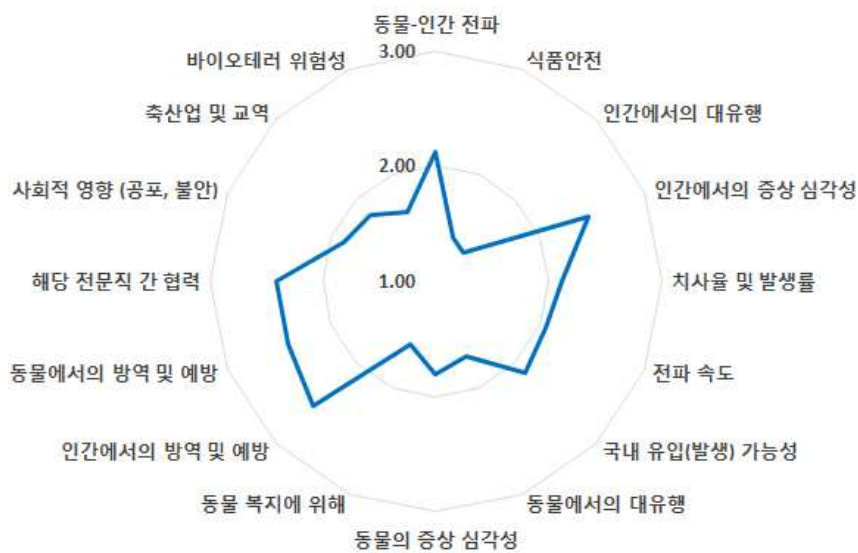 동물-인간 전파
3.00
바이오테러 위험성
식품안전
축산업 및 교역
인간에서의 대유행
2.00
사회적 영향 (공포, 불안)
인간에서의 증상 심각성
해당 전문직 간 협력
1.00
치사율 및 발생률
동물에서의 방역 및 예방
전파 속도
인간에서의 방역 및 예방
국내 유입(발생) 가능성
동물 복지에 위해
동물에서의 대유행
동물의 증상 심각성